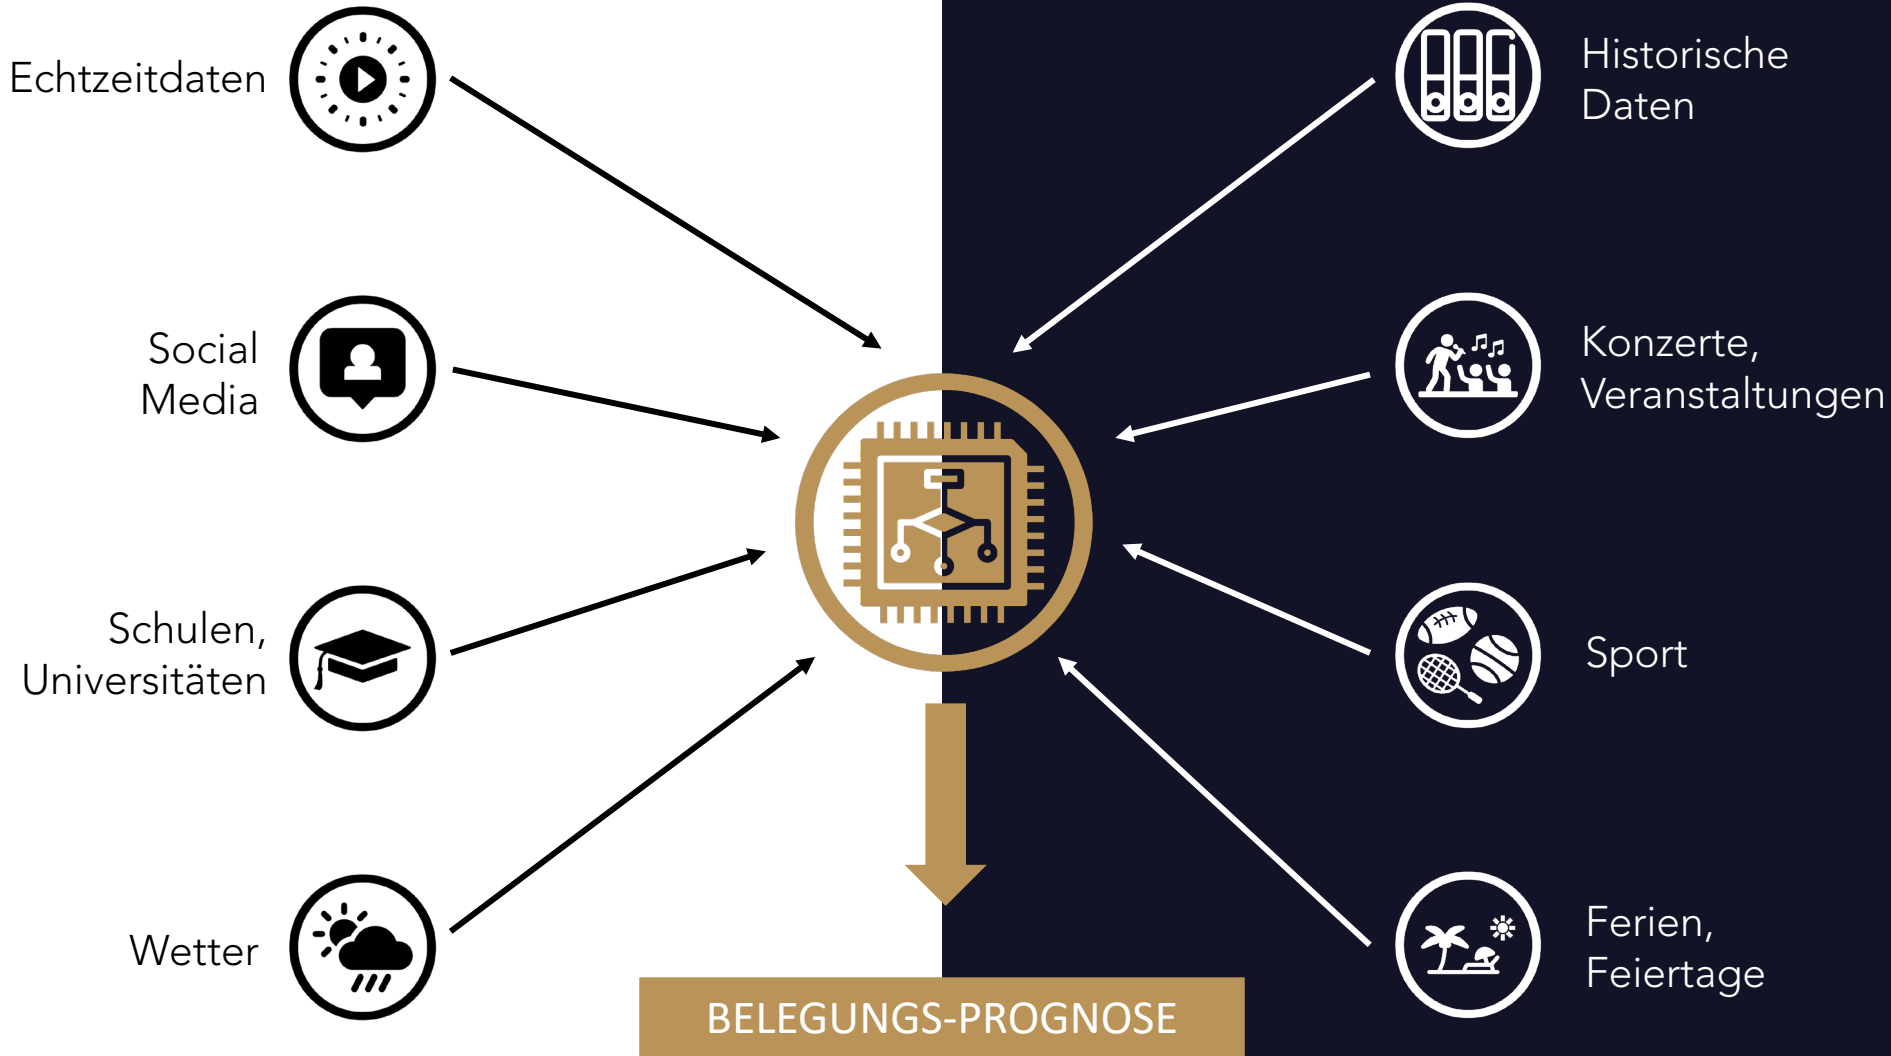 Echtzeitdaten
Social
Media
Schulen,
Universitäten
Wetter
Historische
Daten
Konzerte,
Veranstaltungen
Sport
Ferien,
Feiertage
BELEGUNGS-PROGNOSE